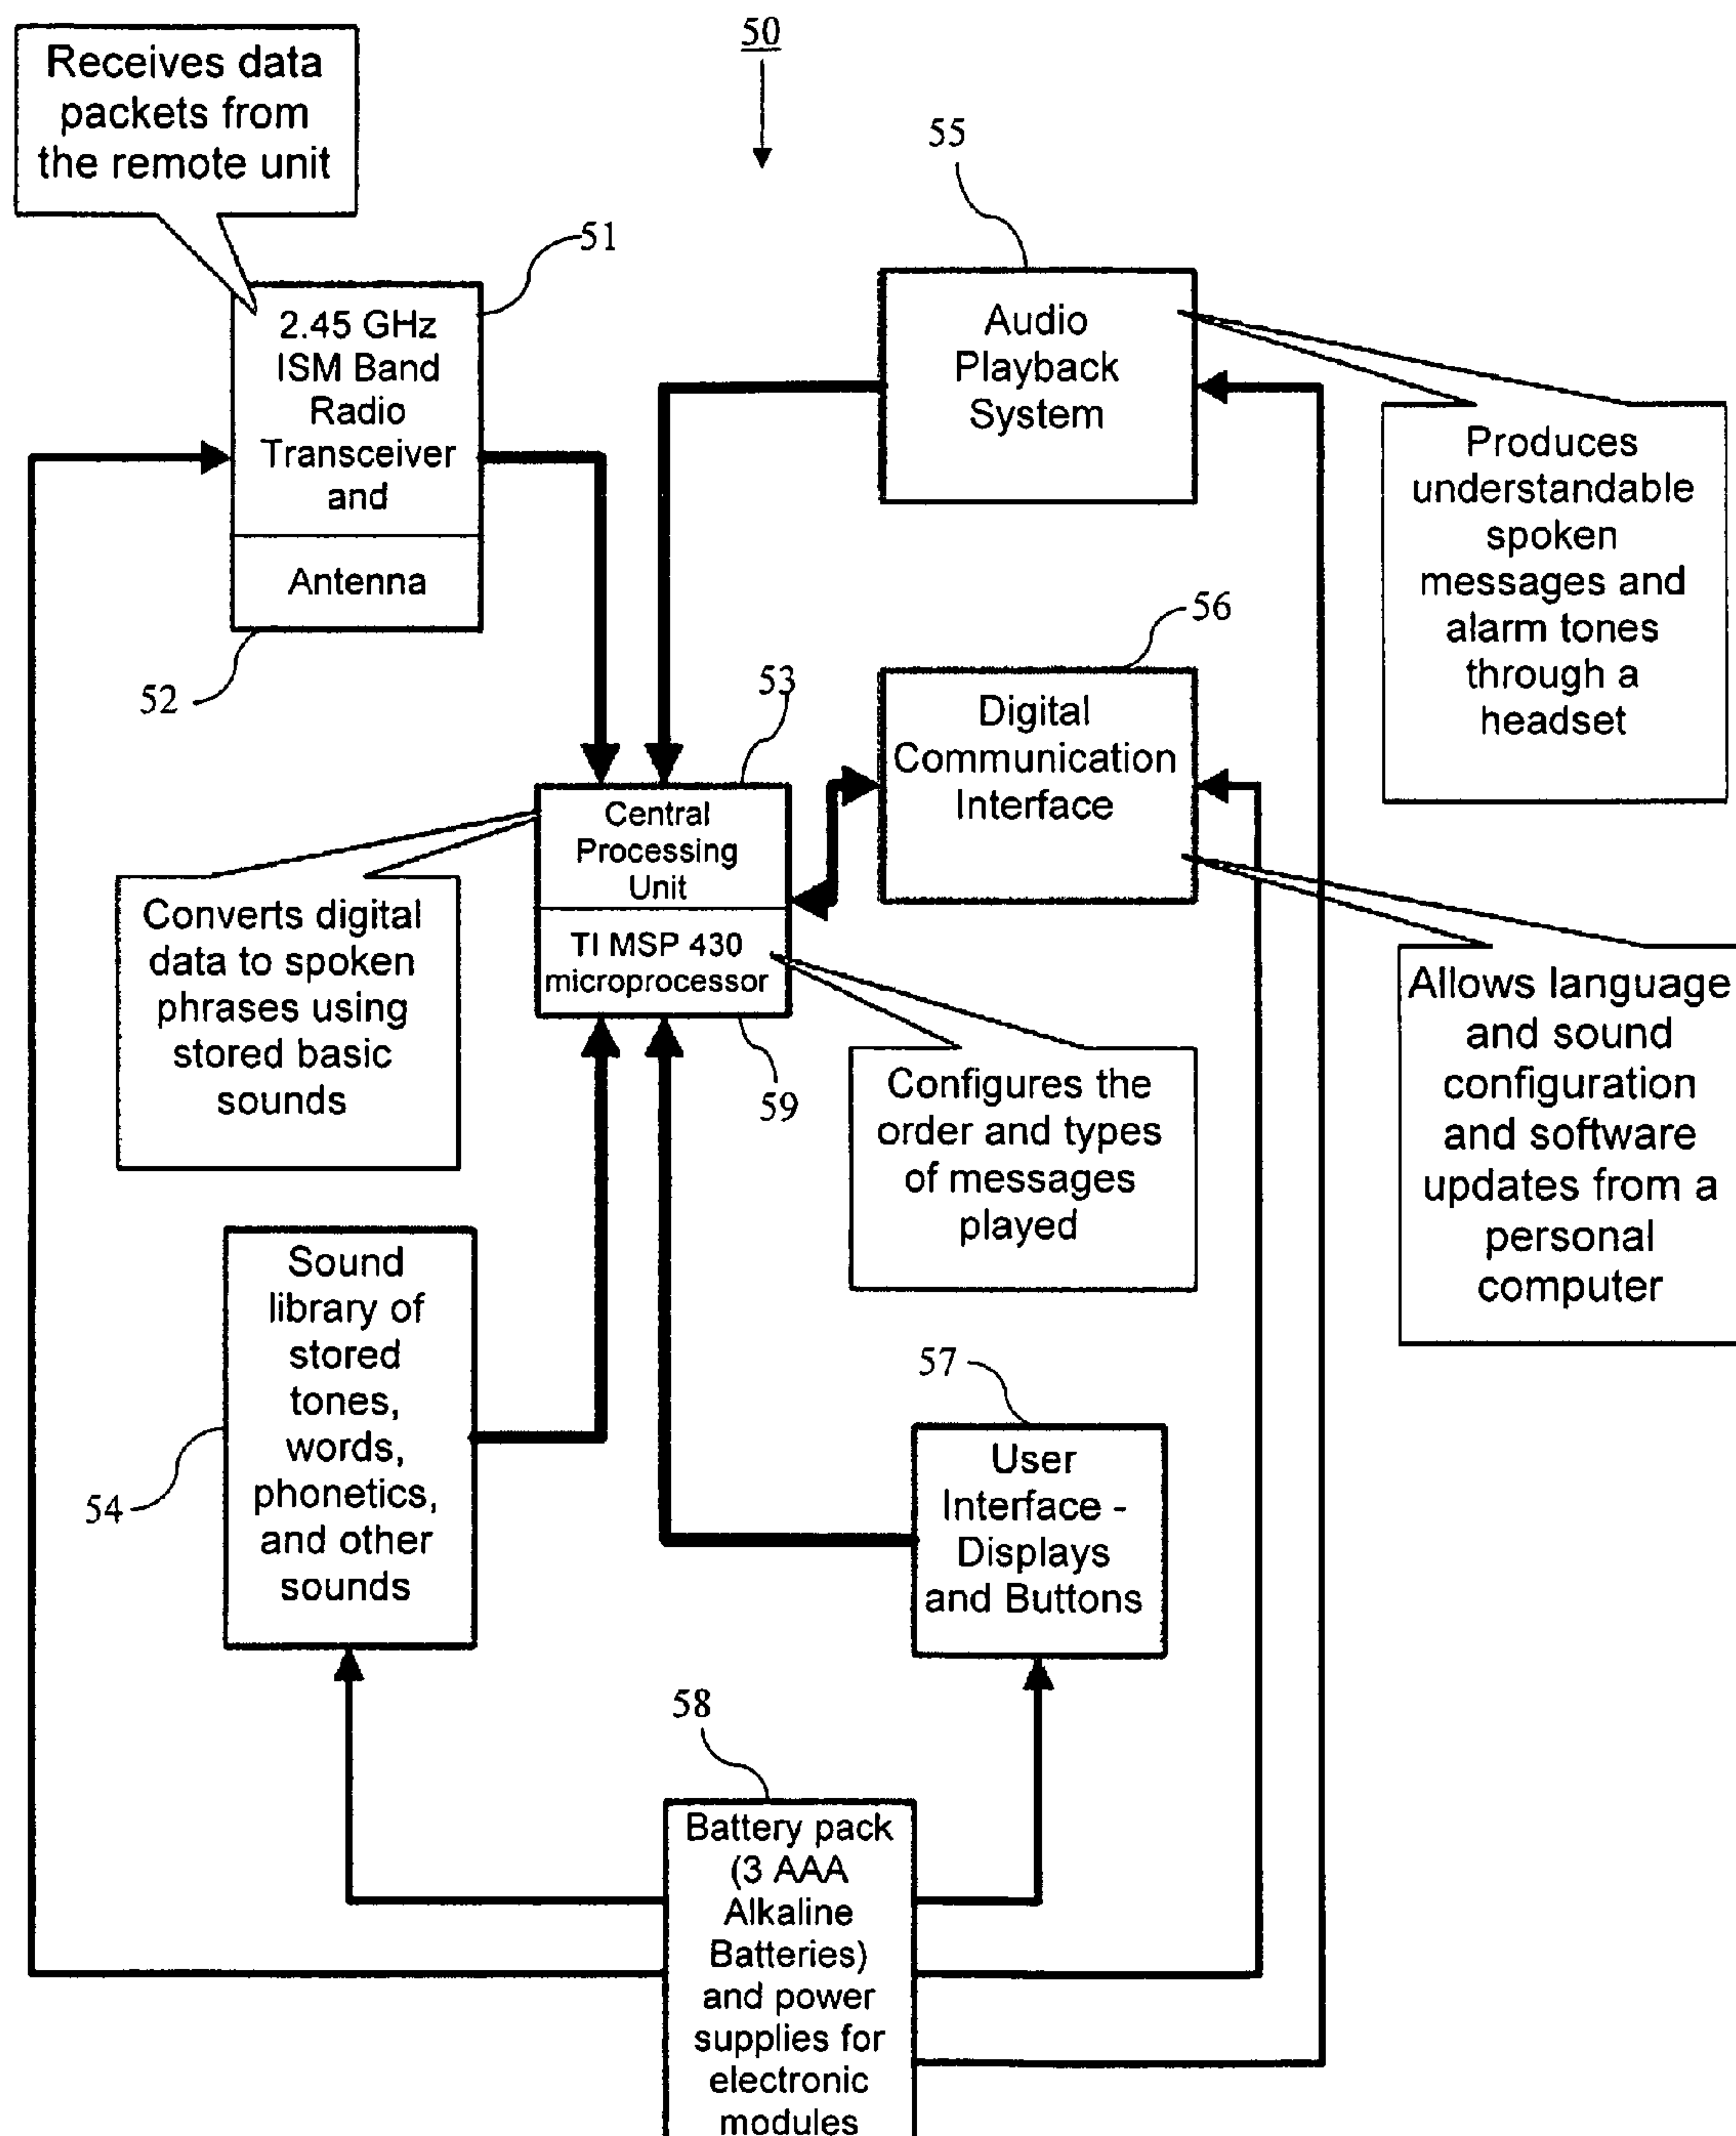 50
Receives data
packets from
the remote unit
51
2.45 GHz
ISM Band
Radio
Transceiver
and
Antenna
52
55
Audio
Playback
System
Produces
understandable
spoken
messages and
alarm tones
through a
headset
56
Digital
Communication
Interface
53
Central
Processing
Unit
TI MSP 430
microprocessor
59
Converts digital
data to spoken
phrases using
stored basic
sounds
Configures the
order and types
of messages
played
Allows language
and sound
configuration
and software
updates from a
personal
computer
54
Sound
library of
stored
tones,
words,
phonetics,
and other
sounds
57
User
Interface -
Displays
and Buttons
58
Battery pack
(3 AAA
Alkaline
Batteries)
and power
supplies for
electronic
modules